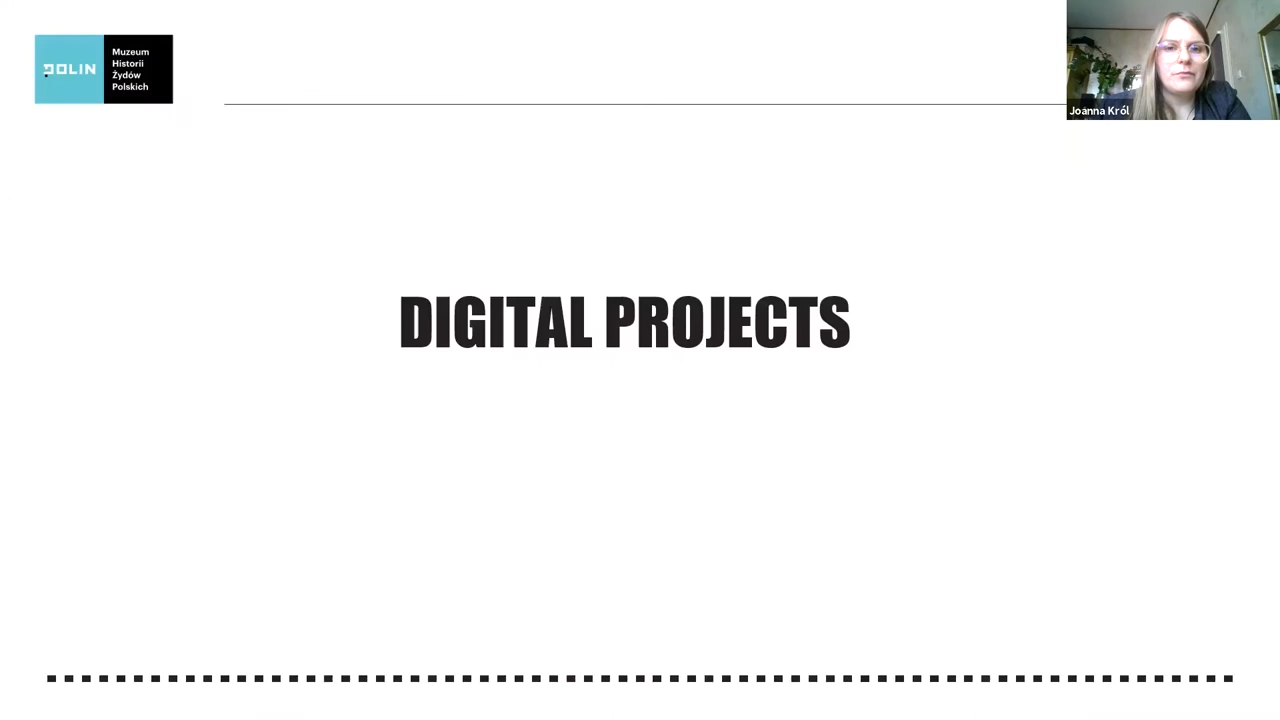 POLIN
Muzeum
Historii
Żydów
Polskich
Joanna Król
DIGITAL PROJECTS